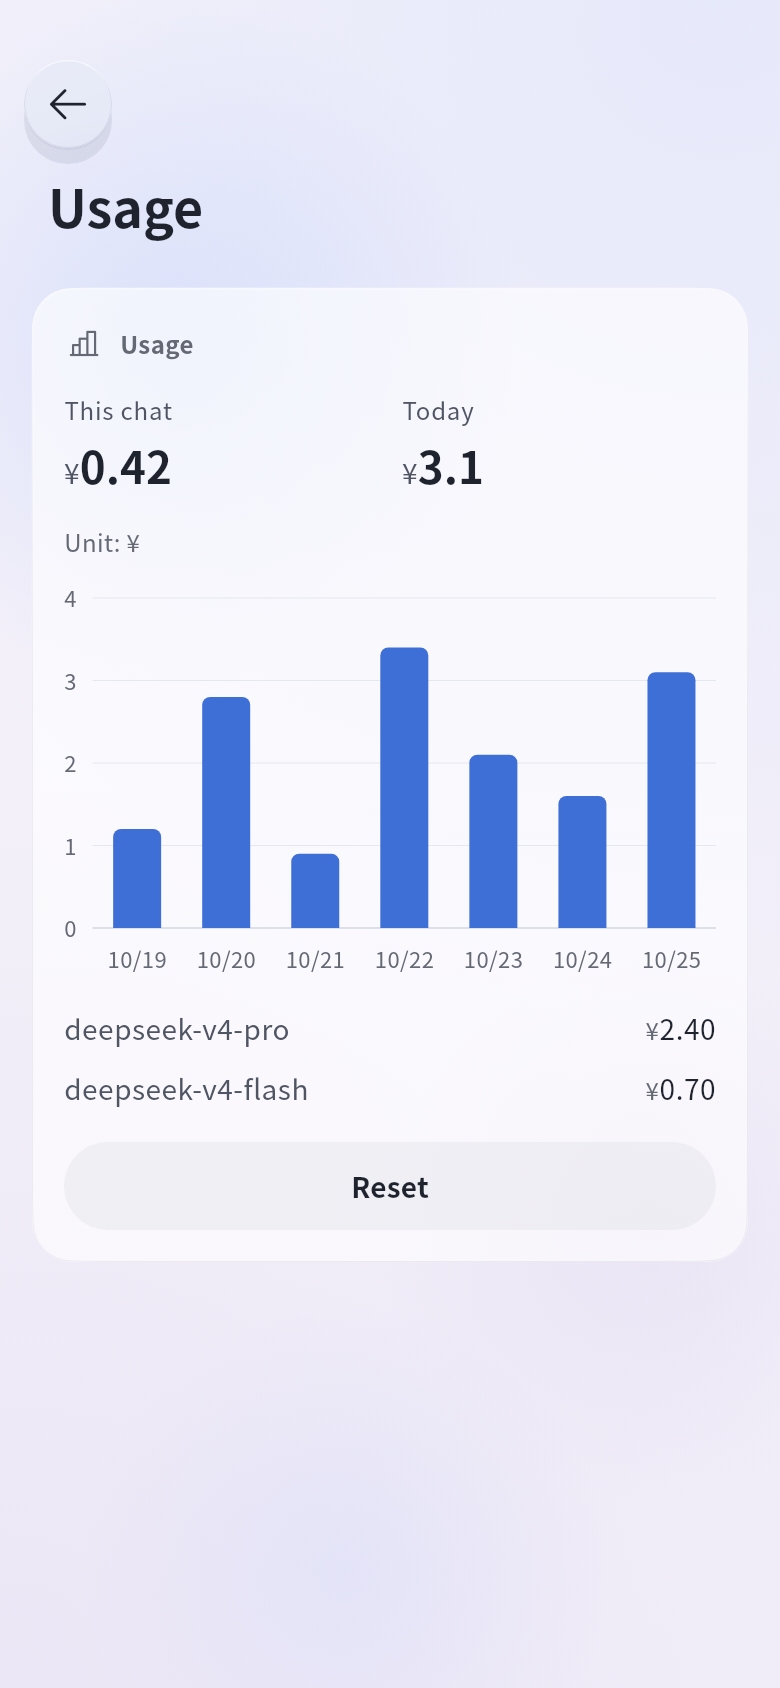 Usage
Usage
This chat
Today
¥0.42
¥3.1
Unit: ¥
4
3
2
1
0
10/19 10/20 10/21 10/22 10/23 10/24 10/25
deepseek-v4-pro ¥2.40
deepseek-v4-flash ¥0.70
Reset